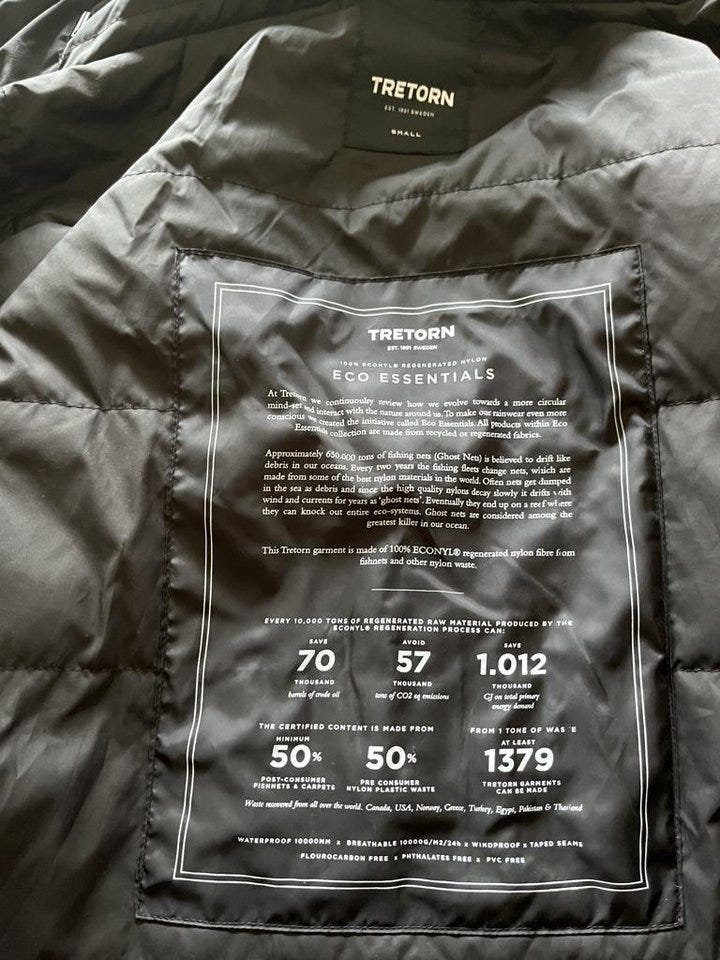 TRETORN
EST. 1891 SWEDEN
SMALL
TRETORN
EST. 1891 SWEDEN
100% ECONYL® REGENERATED NYLON
ECO ESSENTIALS
At Tretorn we continuoulsy review how we evolve towards a more circular
mind-set and interact with the nature around us. To make our rainwear even more
conscious we created the initiative called Eco Essentials. All products within Eco
Essentials collection are made from recycled or regenerated fabrics.
Approximately 650.000 tons of fishing nets (Ghost Nets) is believed to drift like
debris in our oceans. Every two years the fishing fleets change nets, which are
made from some of the best nylon materials in the world. Often nets get dumped
in the sea as debris and since the high quality nylons decay slowly it drifts with
wind and currents for years as 'ghost nets'. Eventually they end up on a reef where
they can knock out entire eco-systems. Ghost nets are considered among the
greatest killer in our ocean.
This Tretorn garment is made of 100% ECONYL® regenerated nylon fibre from
fishnets and other nylon waste.
EVERY 10,000 TONS OF REGENERATED RAW MATERIAL PRODUCED BY THE
ECONYL® REGENERATION PROCESS CAN:
SAVE AVOID SAVE
70 57 1.012
THOUSAND THOUSAND THOUSAND
barrels of crude oil tons of CO2 eq emissions GJ on total primary
energy demand
THE CERTIFIED CONTENT IS MADE FROM FROM 1 TONE OF WASTE
MINIMUM AT LEAST
50% 50% 1379
POST-CONSUMER PRE CONSUMER TRETORN GARMENTS
FISHNETS & CARPETS NYLON PLASTIC WASTE CAN BE MADE
Waste recovered from all over the world. Canada, USA, Norway, Greece, Turkey, Egypt, Pakistan & Thailand
WATERPROOF 10000MM x BREATHABLE 10000G/M2/24h x WINDPROOF x TAPED SEAMS
FLOUROCARBON FREE x PHTHALATES FREE x PVC FREE